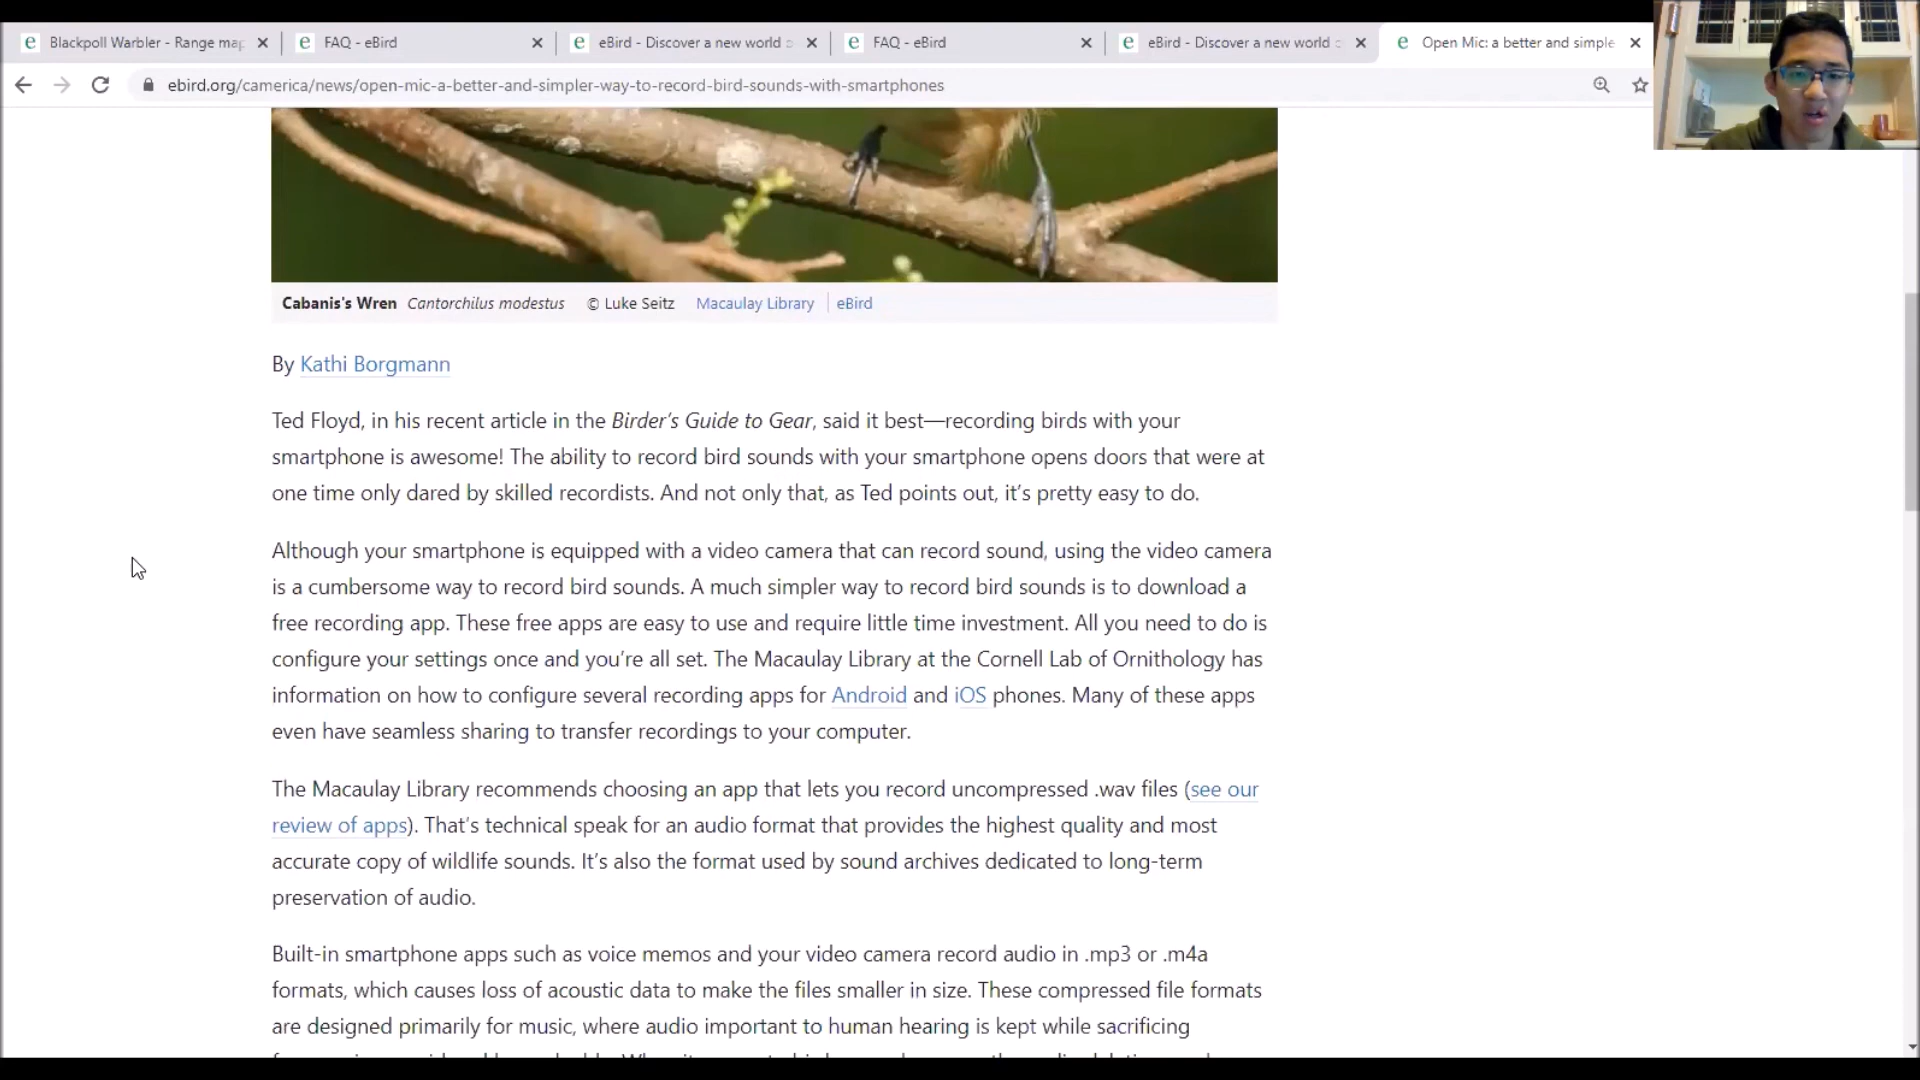 Blackpoll Warbler - Range map
FAQ - eBird
eBird - Discover a new world
FAQ - eBird
eBird - Discover a new world
Open Mic: a better and simple
ebird.org/camerica/news/open-mic-a-better-and-simpler-way-to-record-bird-sounds-with-smartphones
Cabanis's Wren Cantorchilus modestus © Luke Seitz Macaulay Library eBird
By Kathi Borgmann
Ted Floyd, in his recent article in the Birder's Guide to Gear, said it best—recording birds with your
smartphone is awesome! The ability to record bird sounds with your smartphone opens doors that were at
one time only dared by skilled recordists. And not only that, as Ted points out, it's pretty easy to do.
Although your smartphone is equipped with a video camera that can record sound, using the video camera
is a cumbersome way to record bird sounds. A much simpler way to record bird sounds is to download a
free recording app. These free apps are easy to use and require little time investment. All you need to do is
configure your settings once and you're all set. The Macaulay Library at the Cornell Lab of Ornithology has
information on how to configure several recording apps for Android and iOS phones. Many of these apps
even have seamless sharing to transfer recordings to your computer.
The Macaulay Library recommends choosing an app that lets you record uncompressed .wav files (see our
review of apps). That's technical speak for an audio format that provides the highest quality and most
accurate copy of wildlife sounds. It's also the format used by sound archives dedicated to long-term
preservation of audio.
Built-in smartphone apps such as voice memos and your video camera record audio in .mp3 or .m4a
formats, which causes loss of acoustic data to make the files smaller in size. These compressed file formats
are designed primarily for music, where audio important to human hearing is kept while sacrificing